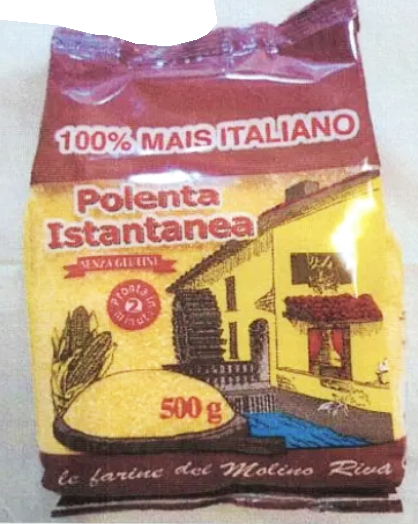 100% MAIS ITALIANO
Polenta
Istantanea
SENZA GLUTINE
Pronta in
2
minuti
500 g
le farine del Molino Riva